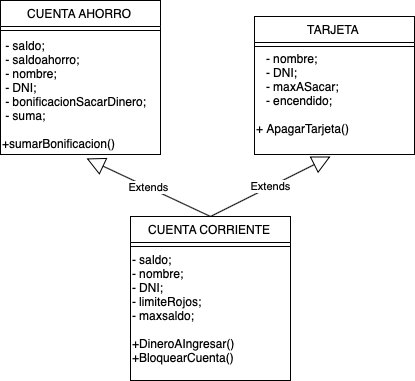 CUENTA AHORRO
- saldo;
- saldoahorro;
- nombre;
- DNI;
- bonificacionSacarDinero;
- suma;
+sumarBonificacion()
TARJETA
- nombre;
- DNI;
- maxASacar;
- encendido;
+ ApagarTarjeta()
Extends
Extends
CUENTA CORRIENTE
- saldo;
- nombre;
- DNI;
- limiteRojos;
- maxsaldo;
+DineroAIngresar()
+BloquearCuenta()